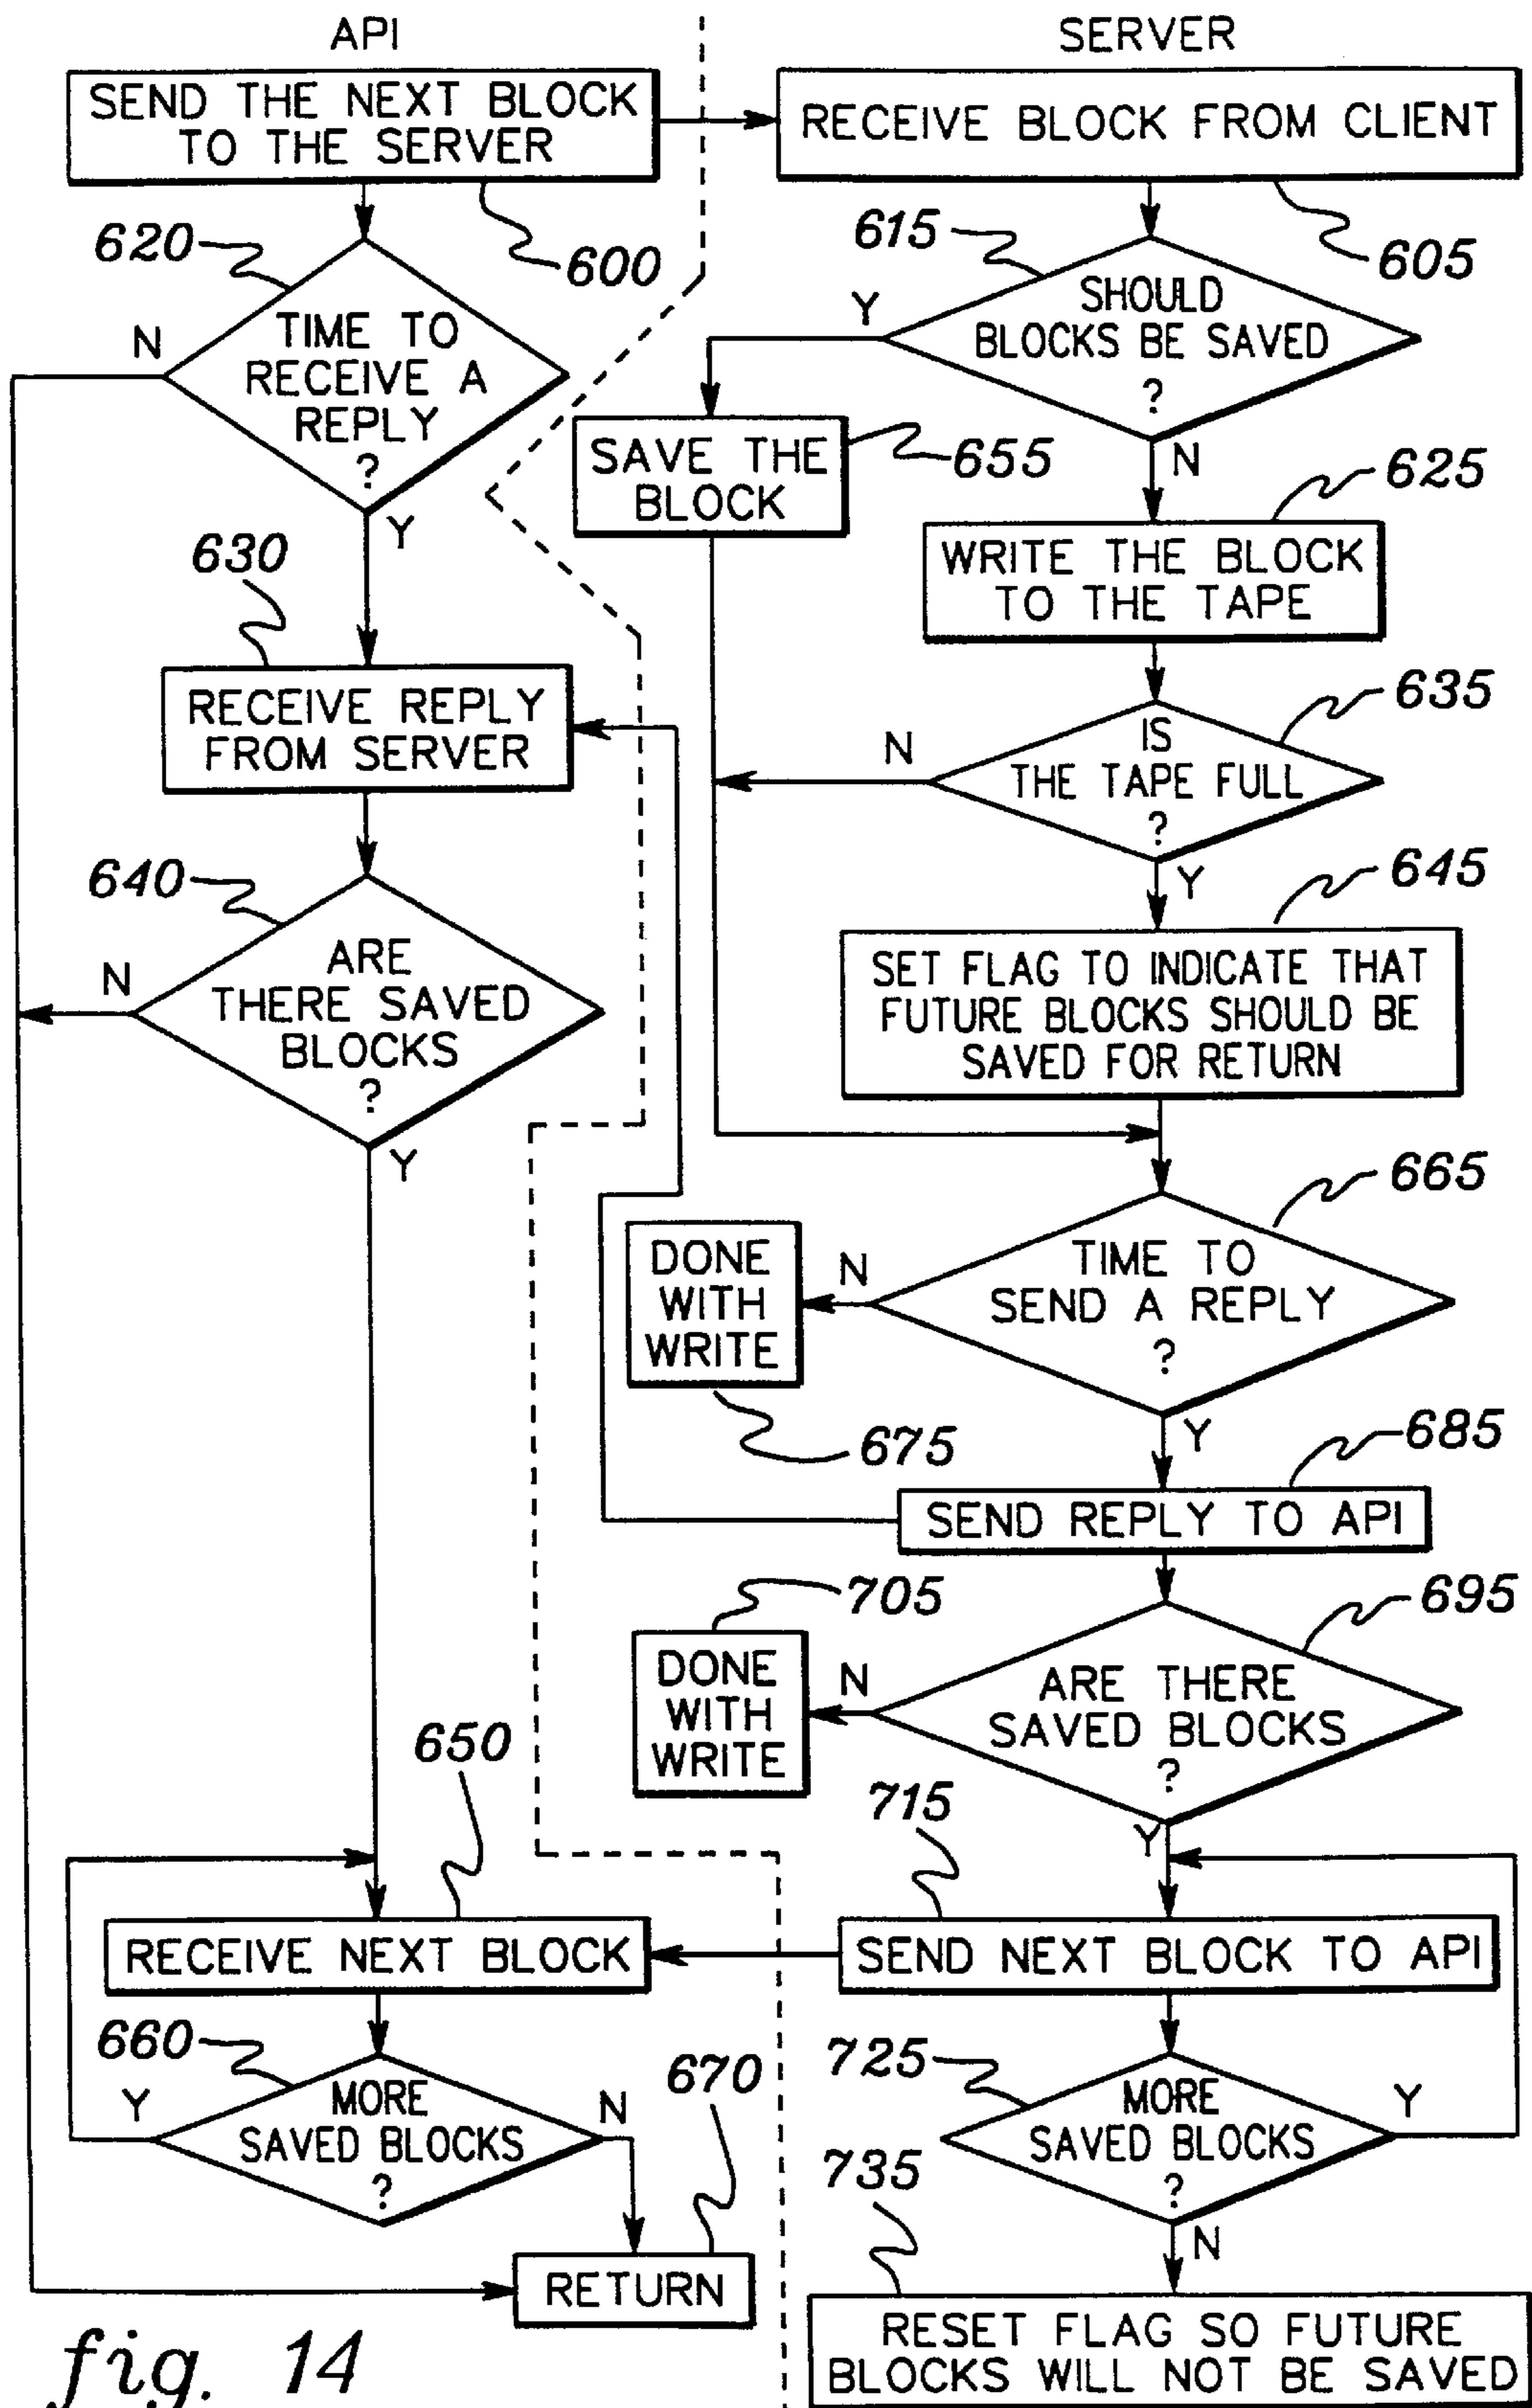 API
SERVER
SEND THE NEXT BLOCK
TO THE SERVER
RECEIVE BLOCK FROM CLIENT
600
605
620
TIME TO
RECEIVE A
REPLY
?
N
Y
615
SHOULD
BLOCKS BE SAVED
?
Y
N
SAVE THE
BLOCK
655
625
WRITE THE BLOCK
TO THE TAPE
630
RECEIVE REPLY
FROM SERVER
635
IS
THE TAPE FULL
?
N
Y
640
ARE
THERE SAVED
BLOCKS
?
N
Y
645
SET FLAG TO INDICATE THAT
FUTURE BLOCKS SHOULD BE
SAVED FOR RETURN
665
TIME TO
SEND A REPLY
?
N
Y
DONE
WITH
WRITE
675
685
SEND REPLY TO API
695
ARE THERE
SAVED BLOCKS
?
N
Y
705
DONE
WITH
WRITE
650
RECEIVE NEXT BLOCK
715
SEND NEXT BLOCK TO API
660
MORE
SAVED BLOCKS
?
Y
N
670
RETURN
725
MORE
SAVED BLOCKS
?
Y
N
735
RESET FLAG SO FUTURE
BLOCKS WILL NOT BE SAVED
fig. 14